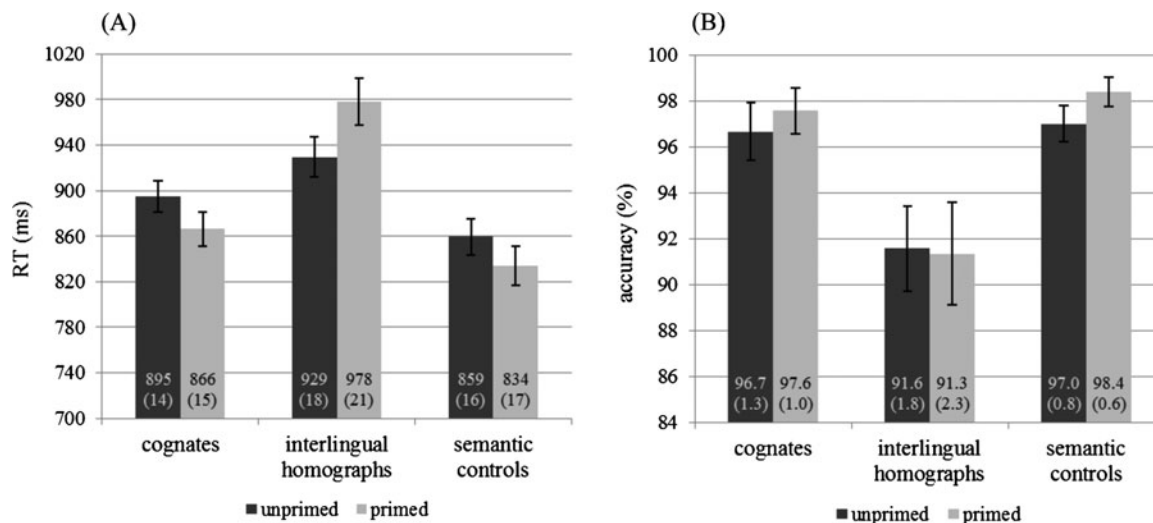 (A)
RT (ms)
1020
980
940
900
860
820
780
740
700
895 866 929 978 859 834
(14) (15) (18) (21) (16) (17)
cognates interlingual homographs semantic controls
unprimed primed
(B)
accuracy (%)
100
98
96
94
92
90
88
86
84
96.7 97.6 91.6 91.3 97.0 98.4
(1.3) (1.0) (1.8) (2.3) (0.8) (0.6)
cognates interlingual homographs semantic controls
unprimed primed